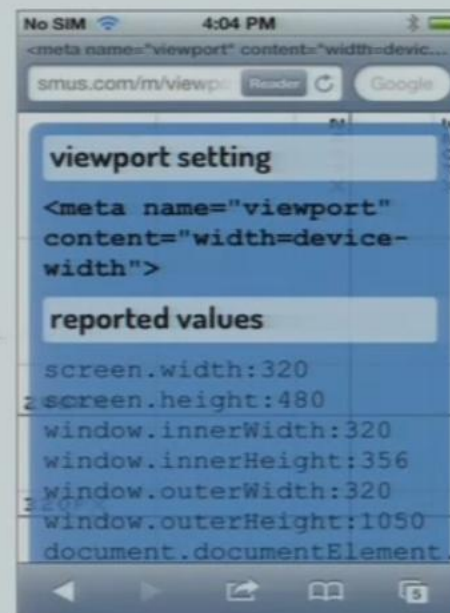 No SIM 4:04 PM
<meta name="viewport" content="width=devic...
smus.com/m/viewpo Reader Google
viewport setting
<meta name="viewport"
content="width=device-
width">
reported values
screen.width:320
screen.height:480
window.innerWidth:320
window.innerHeight:356
window.outerWidth:320
window.outerHeight:1050
document.documentElement.
5